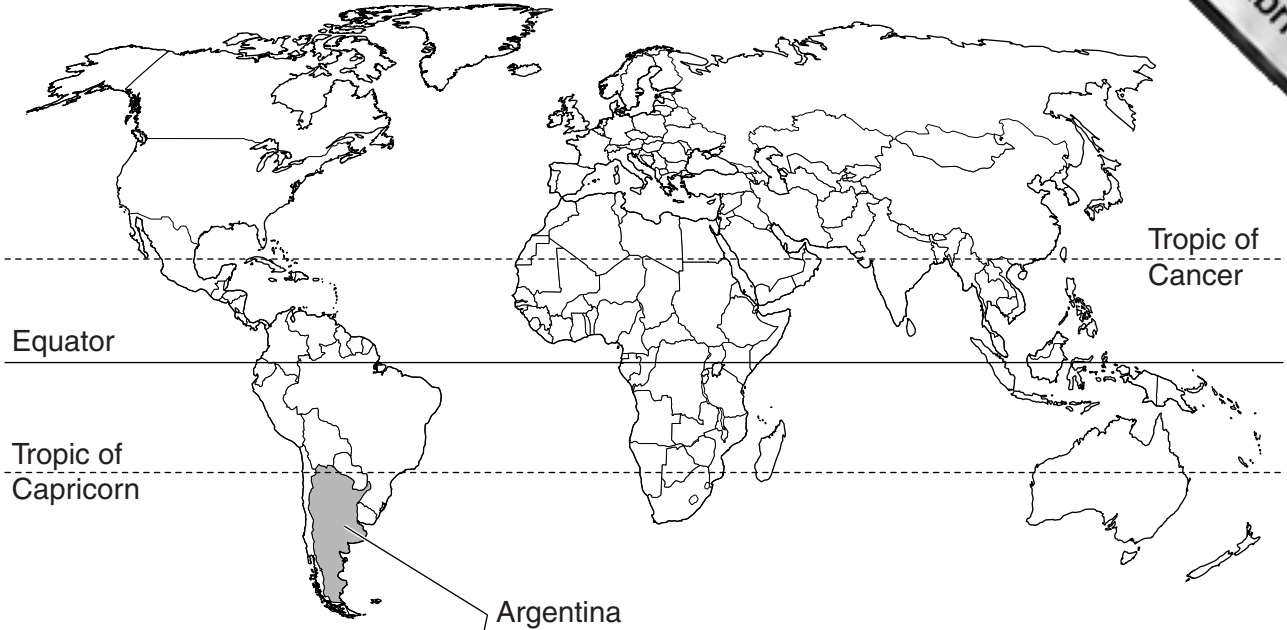 Tropic of
Cancer
Equator
Tropic of
Capricorn
Argentina